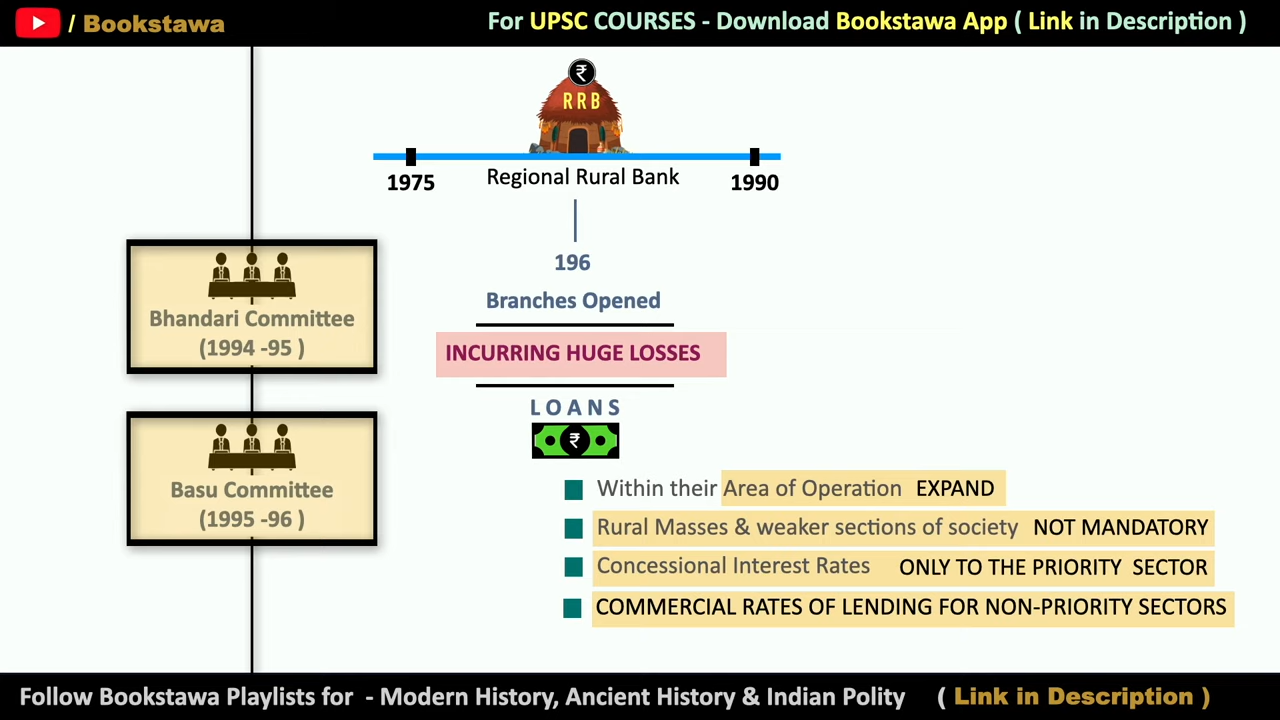 / Bookstawa
For UPSC COURSES - Download Bookstawa App ( Link in Description )
₹
RRB
1975
Regional Rural Bank
1990
196
Branches Opened
INCURRING HUGE LOSSES
LOANS
₹
Bhandari Committee
(1994 -95 )
Basu Committee
(1995 -96 )
Within their Area of Operation EXPAND
Rural Masses & weaker sections of society NOT MANDATORY
Concessional Interest Rates ONLY TO THE PRIORITY SECTOR
COMMERCIAL RATES OF LENDING FOR NON-PRIORITY SECTORS
Follow Bookstawa Playlists for - Modern History, Ancient History & Indian Polity ( Link in Description )